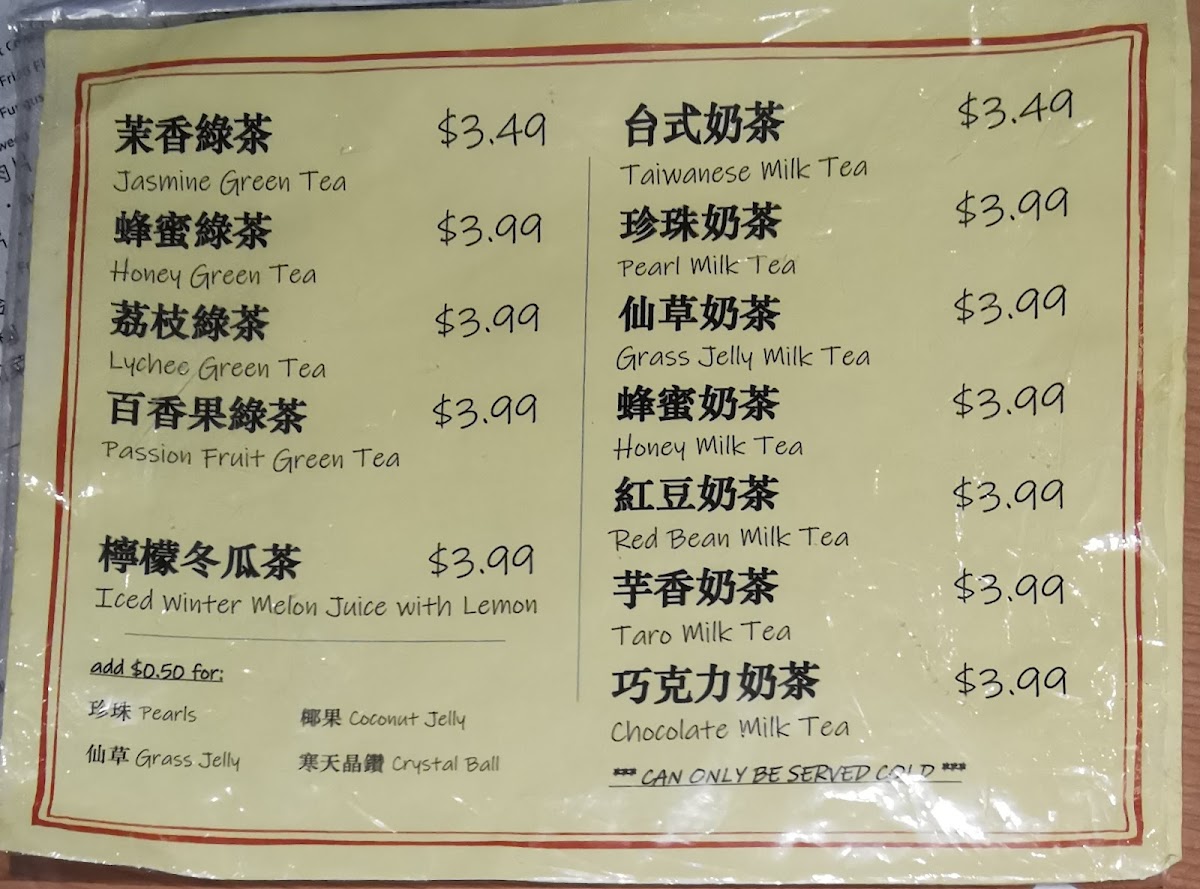 茉香綠茶 $3.49
Jasmine Green Tea
蜂蜜綠茶 $3.99
Honey Green Tea
荔枝綠茶 $3.99
Lychee Green Tea
百香果綠茶 $3.99
Passion Fruit Green Tea
檸檬冬瓜茶 $3.99
Iced Winter Melon Juice with Lemon
add $0.50 for:
珍珠 Pearls 椰果 Coconut Jelly
仙草 Grass Jelly 寒天晶鑽 Crystal Ball
台式奶茶 $3.49
Taiwanese Milk Tea
珍珠奶茶 $3.99
Pearl Milk Tea
仙草奶茶 $3.99
Grass Jelly Milk Tea
蜂蜜奶茶 $3.99
Honey Milk Tea
紅豆奶茶 $3.99
Red Bean Milk Tea
芋香奶茶 $3.99
Taro Milk Tea
巧克力奶茶 $3.99
Chocolate Milk Tea
*** CAN ONLY BE SERVED COLD ***